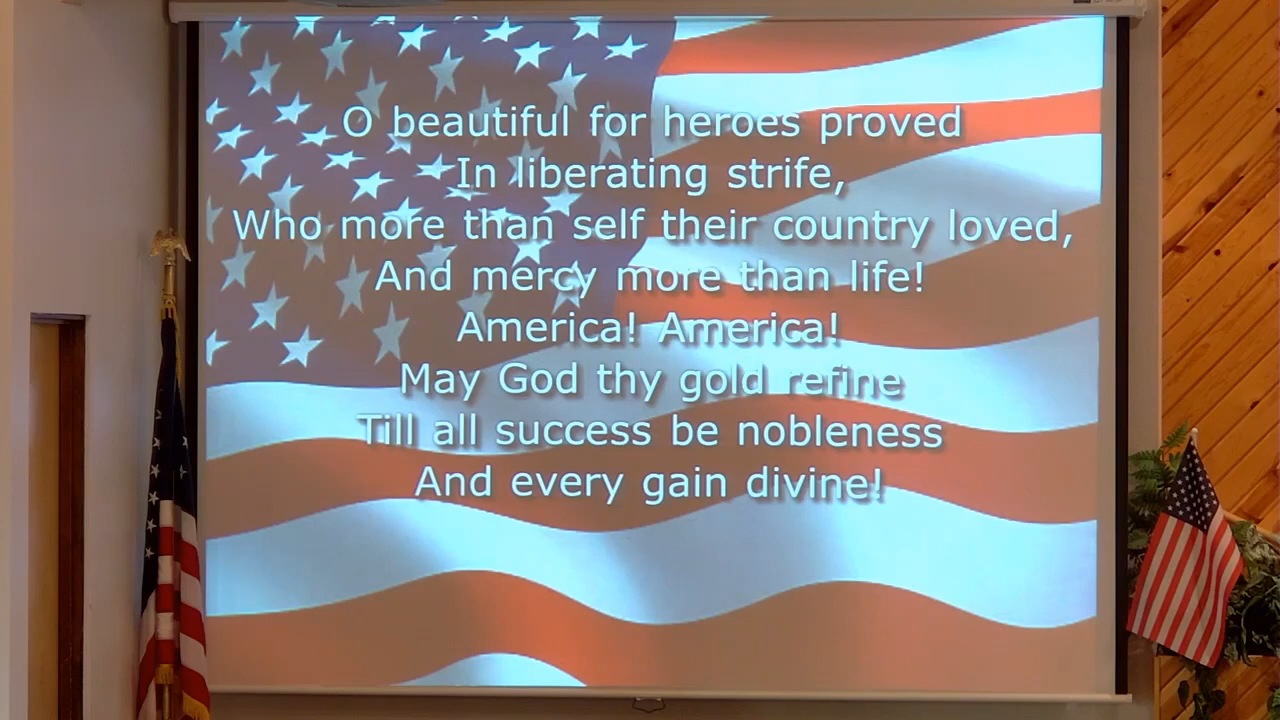 O beautiful for heroes proved
In liberating strife,
Who more than self their country loved,
And mercy more than life!
America! America!
May God thy gold refine
Till all success be nobleness
And every gain divine!